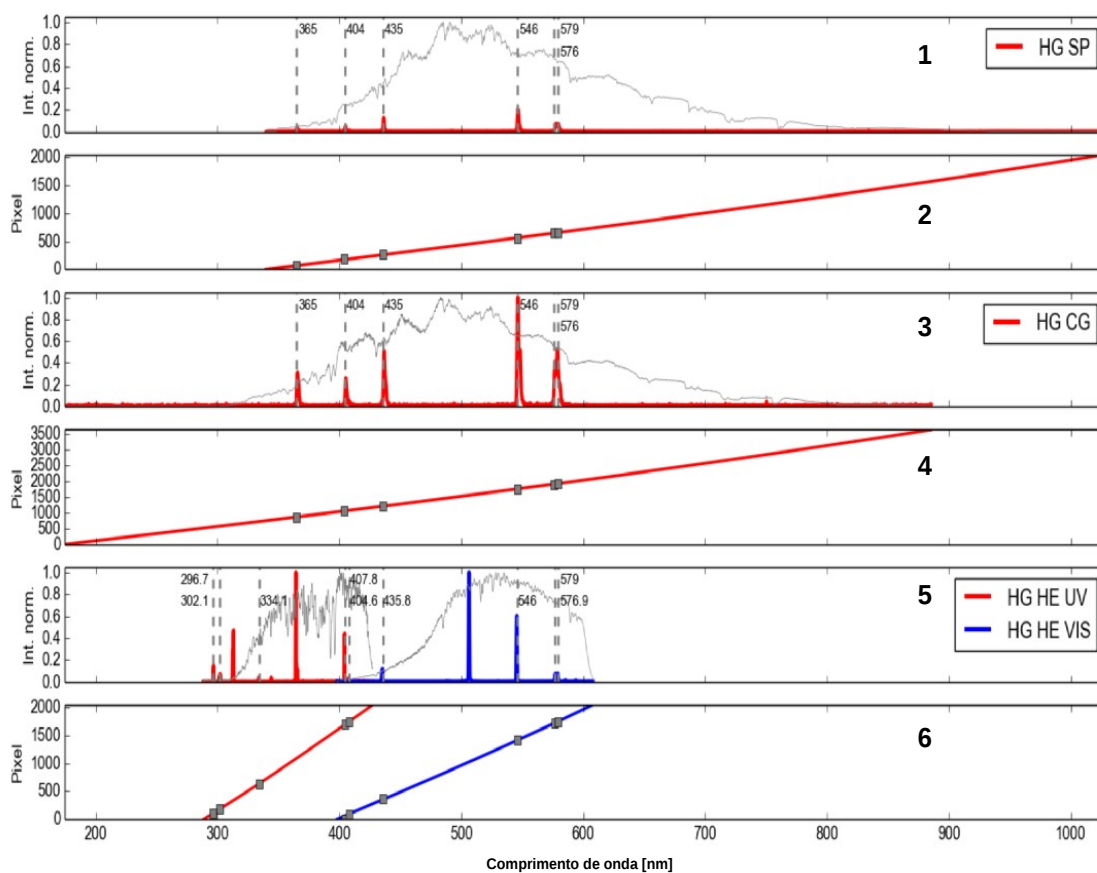 365 404 435 546 579
576
1
HG SP
Int. norm.
1.0
0.8
0.6
0.4
0.2
0.0
2
Pixel
2000
1500
1000
500
0
365 404 435 546 579
576
3
HG CG
Int. norm.
1.0
0.8
0.6
0.4
0.2
0.0
4
Pixel
3500
3000
2500
2000
1500
1000
500
0
296.7 407.8 579
302.1 334.1 404.6 435.8 546 576.9
5
HG HE UV
HG HE VIS
Int. norm.
1.0
0.8
0.6
0.4
0.2
0.0
6
Pixel
2000
1500
1000
500
0
200 300 400 500 600 700 800 900 1000
Comprimento de onda [nm]